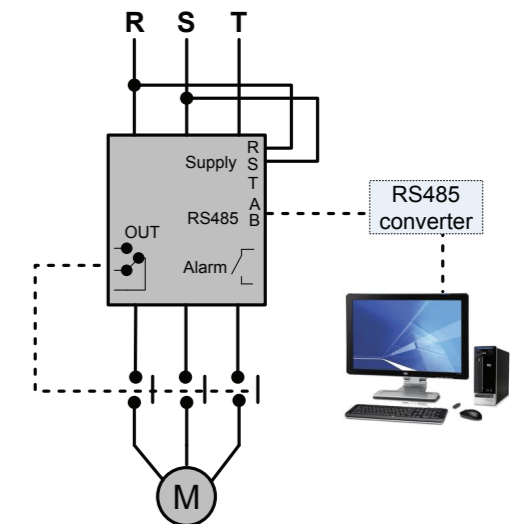 R S T
R
Supply S
T
A
RS485 B
OUT
Alarm
RS485
converter
M